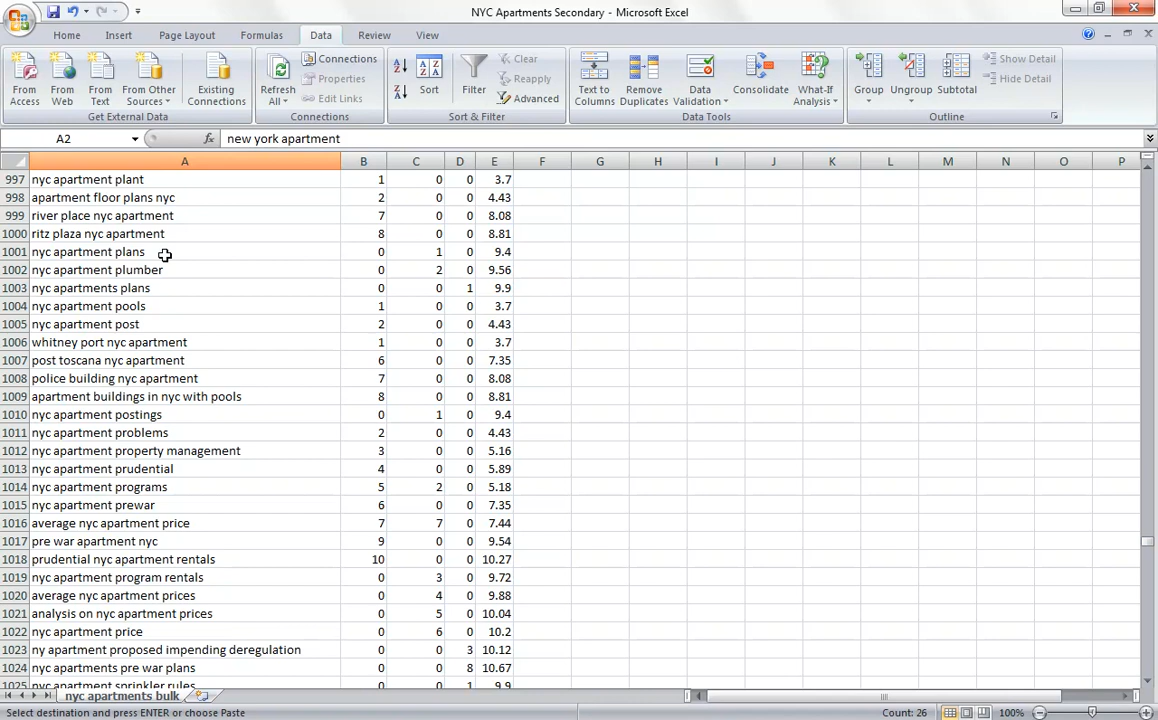 NYC Apartments Secondary - Microsoft Excel
Home Insert Page Layout Formulas Data Review View
From Access
From Web
From Text
From Other Sources
Existing Connections
Get External Data
Refresh All
Connections
Properties
Edit Links
Connections
Sort
Filter
Clear
Reapply
Advanced
Sort & Filter
Text to Columns
Remove Duplicates
Data Validation
Consolidate
What-If Analysis
Data Tools
Group
Ungroup
Subtotal
Show Detail
Hide Detail
Outline
A2 fx new york apartment
A B C D E F G H I J K L M N O P
997 nyc apartment plant 1 0 0 3.7
998 apartment floor plans nyc 2 0 0 4.43
999 river place nyc apartment 7 0 0 8.08
1000 ritz plaza nyc apartment 8 0 0 8.81
1001 nyc apartment plans 0 1 0 9.4
1002 nyc apartment plumber 0 2 0 9.56
1003 nyc apartments plans 0 0 1 9.9
1004 nyc apartment pools 1 0 0 3.7
1005 nyc apartment post 2 0 0 4.43
1006 whitney port nyc apartment 1 0 0 3.7
1007 post toscana nyc apartment 6 0 0 7.35
1008 police building nyc apartment 7 0 0 8.08
1009 apartment buildings in nyc with pools 8 0 0 8.81
1010 nyc apartment postings 0 1 0 9.4
1011 nyc apartment problems 2 0 0 4.43
1012 nyc apartment property management 3 0 0 5.16
1013 nyc apartment prudential 4 0 0 5.89
1014 nyc apartment programs 5 2 0 5.18
1015 nyc apartment prewar 6 0 0 7.35
1016 average nyc apartment price 7 7 0 7.44
1017 pre war apartment nyc 9 0 0 9.54
1018 prudential nyc apartment rentals 10 0 0 10.27
1019 nyc apartment program rentals 0 3 0 9.72
1020 average nyc apartment prices 0 4 0 9.88
1021 analysis on nyc apartment prices 0 5 0 10.04
1022 nyc apartment price 0 6 0 10.2
1023 ny apartment proposed impending deregulation 0 0 3 10.12
1024 nyc apartments pre war plans 0 0 8 10.67
1025 nyc apartment sprinkler rules 0 0 1 9.9
nyc apartments bulk
Select destination and press ENTER or choose Paste Count: 26 100%